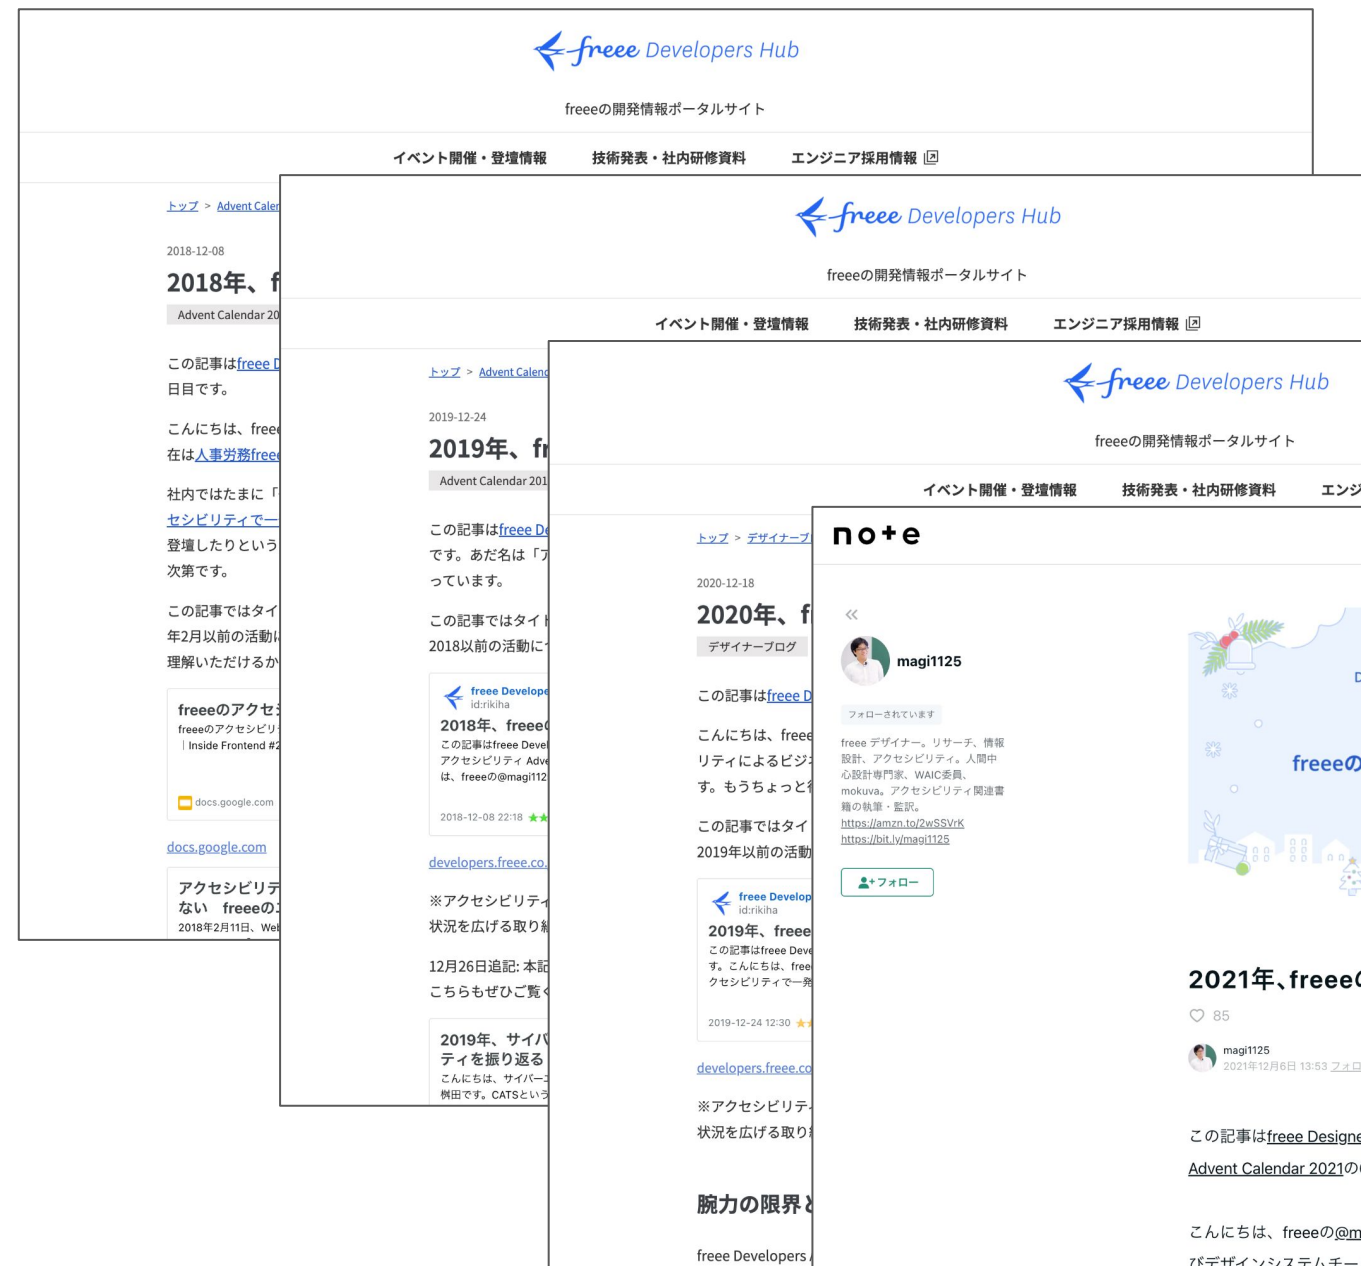 freee Developers Hub
freeeの開発情報ポータルサイト
イベント開催・登壇情報 技術発表・社内研修資料 エンジニア採用情報
トップ > Advent Caler
2018-12-08
2018年、f
Advent Calendar 20
この記事はfreee D
日目です。
こんにちは、freee
在は人事労務freee
社内ではたまに「
セシビリティで一
登壇したりという
次第です。
この記事ではタイ
年2月以前の活動に
理解いただけるか
freeeのアクセシ
freeeのアクセシビリ
| Inside Frontend #2
docs.google.com
docs.google.com
アクセシビリテ
ない freeeの
2018年2月11日、Wel
freee Developers Hub
freeeの開発情報ポータルサイト
イベント開催・登壇情報 技術発表・社内研修資料 エンジニア採用情報
トップ > Advent Calend
2019-12-24
2019年、fr
Advent Calendar 201
この記事はfreee De
です。あだ名は「ア
っています。
この記事ではタイト
2018以前の活動に
freee Develope
id:rikiha
2018年、freee
この記事はfreee Devel
アクセシビリティ Adve
は、freeeの@magi112
2018-12-08 22:18 ★★
developers.freee.co.
※アクセシビリティ
状況を広げる取り組
12月26日追記: 本記
こちらもぜひご覧く
2019年、サイバ
ティを振り返る
こんにちは、サイバーエ
桝田です。CATSという
freee Developers Hub
freeeの開発情報ポータルサイト
イベント開催・登壇情報 技術発表・社内研修資料 エンジ
トップ > デザイナーブ
2020-12-18
2020年、f
デザイナーブログ
この記事はfreee D
こんにちは、freee
リティによるビジ
す。もうちょっと
この記事ではタイ
2019年以前の活動
freee Develop
id:rikiha
2019年、freee
この記事はfreee Deve
す。こんにちは、free
クセシビリティで一発
2019-12-24 12:30 ★★
developers.freee.co
※アクセシビリテ
状況を広げる取り
腕力の限界と
freee Developers
note
magi1125
フォローされています
freee デザイナー。リサーチ、情報
設計、アクセシビリティ。人間中
心設計専門家、WAIC委員、
mokuva。アクセシビリティ関連書
籍の執筆・監訳。
https://amzn.to/2wSSVrK
https://bit.ly/magi1125
フォロー
D
freeeの
2021年、freeeの
85
magi1125
2021年12月6日 13:53 フォロ
この記事はfreee Designe
Advent Calendar 2021の
こんにちは、freeeの@m
びデザインシステムチー